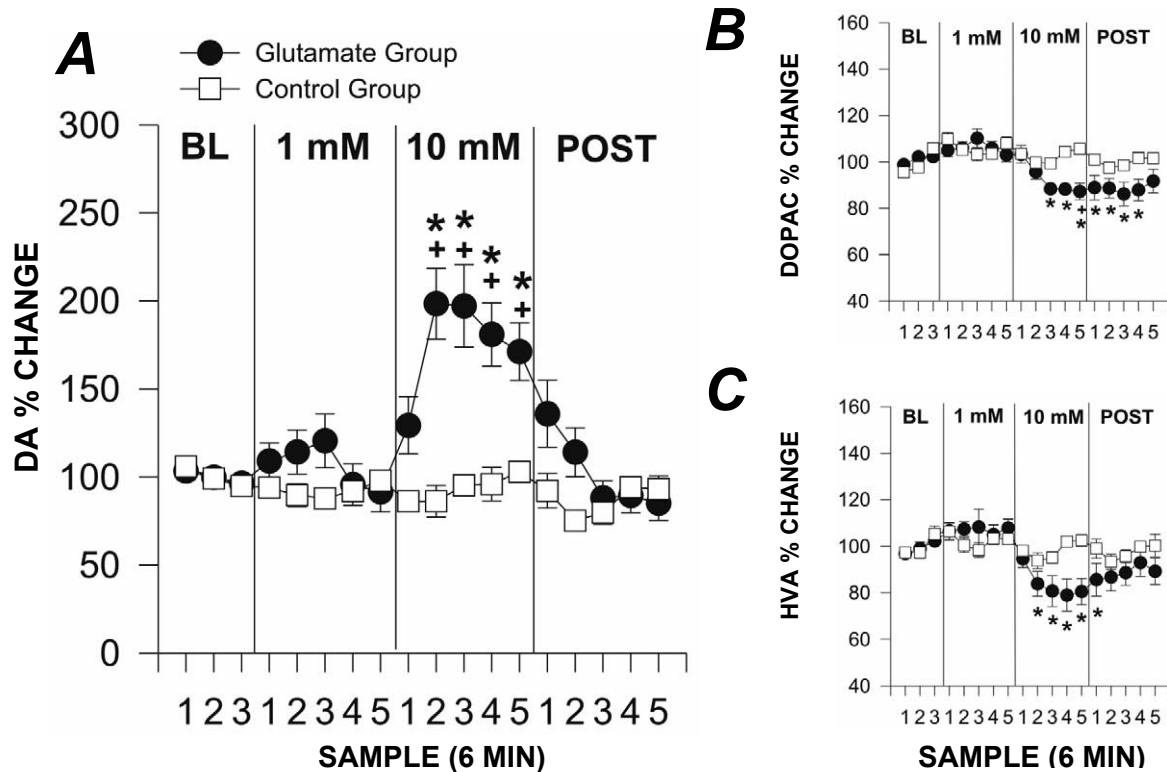 A
Glutamate Group
Control Group
300
250
200
150
100
50
0
DA % CHANGE
BL
1 mM
10 mM
POST
* * * *
+ + + +
1 2 3 1 2 3 4 5 1 2 3 4 5 1 2 3 4 5
SAMPLE (6 MIN)
B
160
140
120
100
80
60
40
DOPAC % CHANGE
BL
1 mM
10 mM
POST
* * + * * * *
*
1 2 3 1 2 3 4 5 1 2 3 4 5 1 2 3 4 5
C
160
140
120
100
80
60
40
HVA % CHANGE
BL
1 mM
10 mM
POST
* * * * *
1 2 3 1 2 3 4 5 1 2 3 4 5 1 2 3 4 5
SAMPLE (6 MIN)